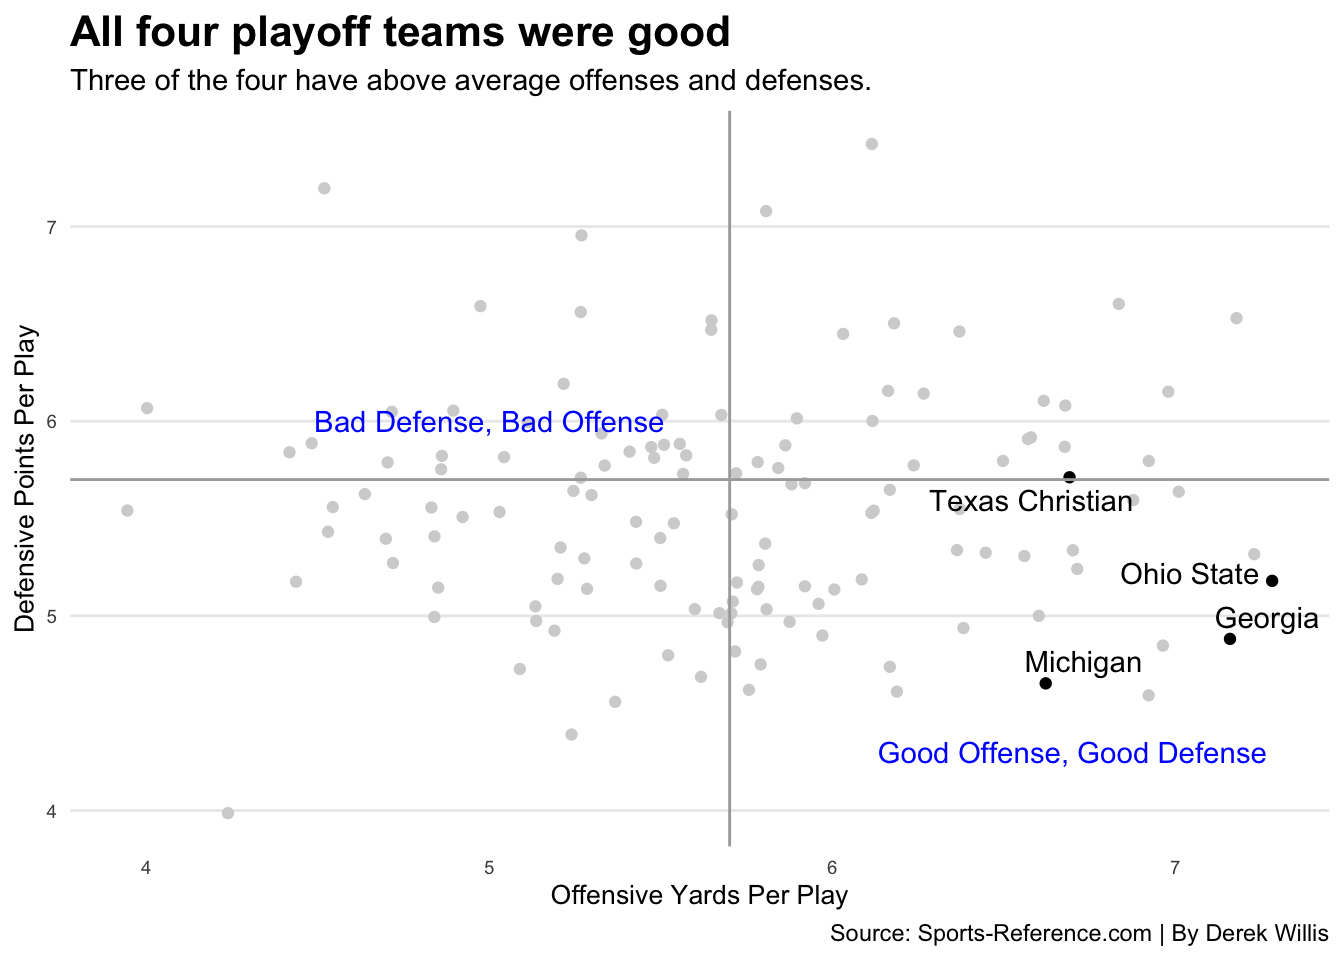 All four playoff teams were good
Three of the four have above average offenses and defenses.
Defensive Points Per Play
7
6
5
4
Bad Defense, Bad Offense
Texas Christian
Ohio State
Georgia
Michigan
Good Offense, Good Defense
4 5 6 7
Offensive Yards Per Play
Source: Sports-Reference.com | By Derek Willis